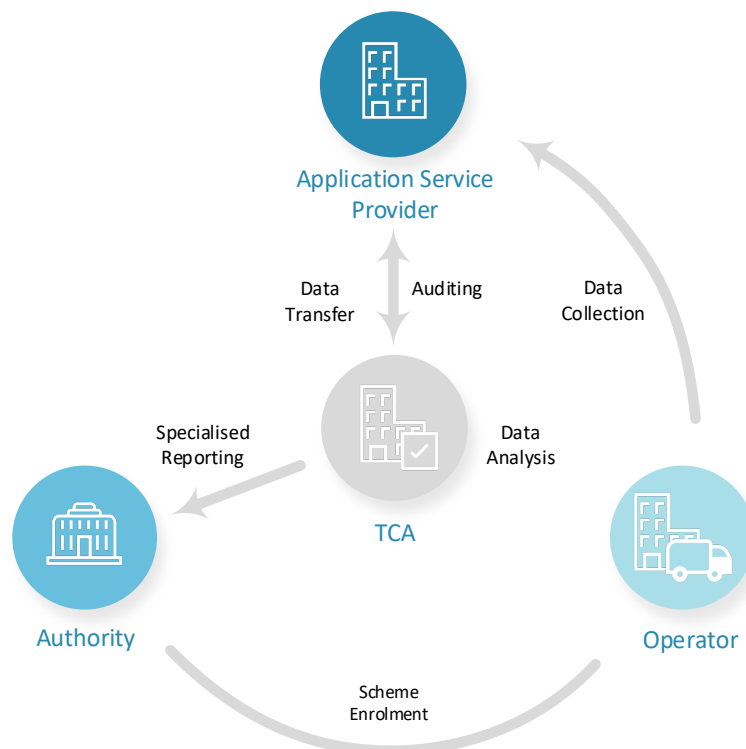 Application Service
Provider
Data
Transfer
Auditing
Data
Collection
Specialised
Reporting
Data
Analysis
TCA
Authority
Operator
Scheme
Enrolment